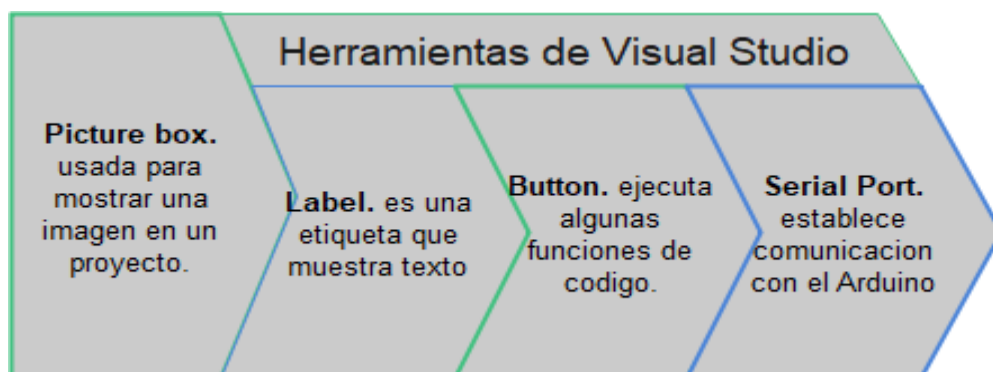 Herramientas de Visual Studio
Picture box.
usada para
mostrar una
imagen en un
proyecto.
Label. es una
etiqueta que
muestra texto
Button. ejecuta
algunas
funciones de
codigo.
Serial Port.
establece
comunicacion
con el Arduino